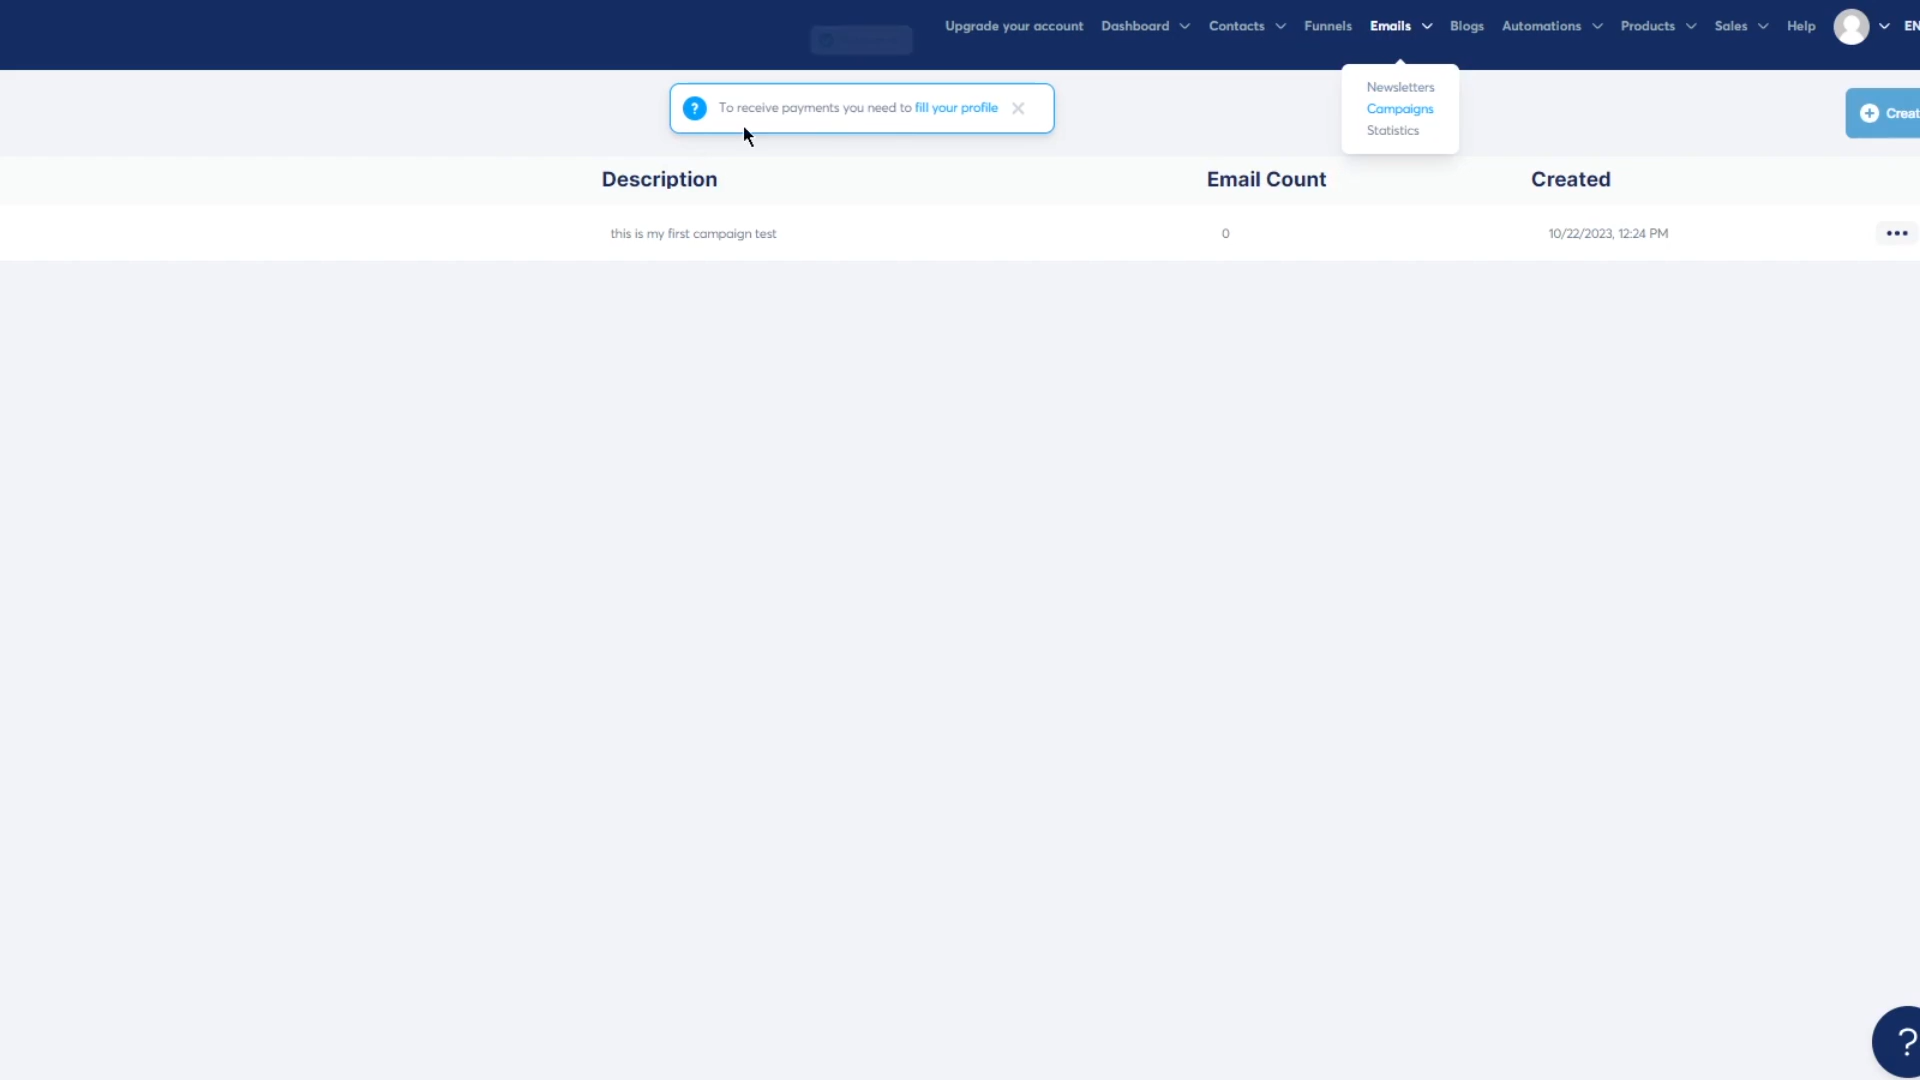 Upgrade your account Dashboard Contacts Funnels Emails Blogs Automations Products Sales Help EN
Newsletters
Campaigns
Statistics
? To receive payments you need to fill your profile
Creat
Description Email Count Created
this is my first campaign test 0 10/22/2023, 12:24 PM
?